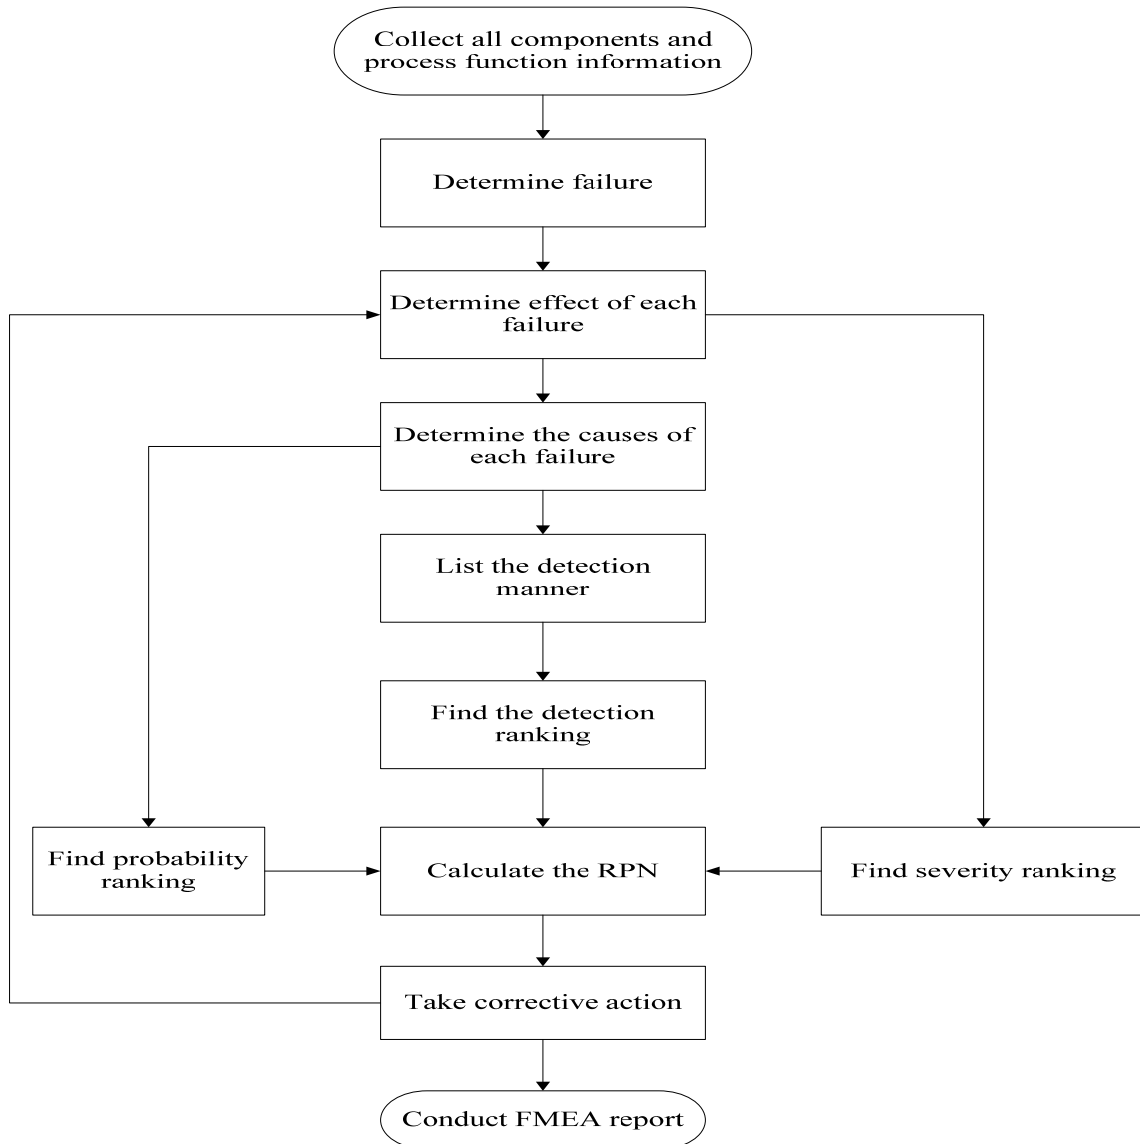 Collect all components and
process function information
Determine failure
Determine effect of each
failure
Determine the causes of
each failure
List the detection
manner
Find the detection
ranking
Find probability
ranking
Calculate the RPN
Find severity ranking
Take corrective action
Conduct FMEA report